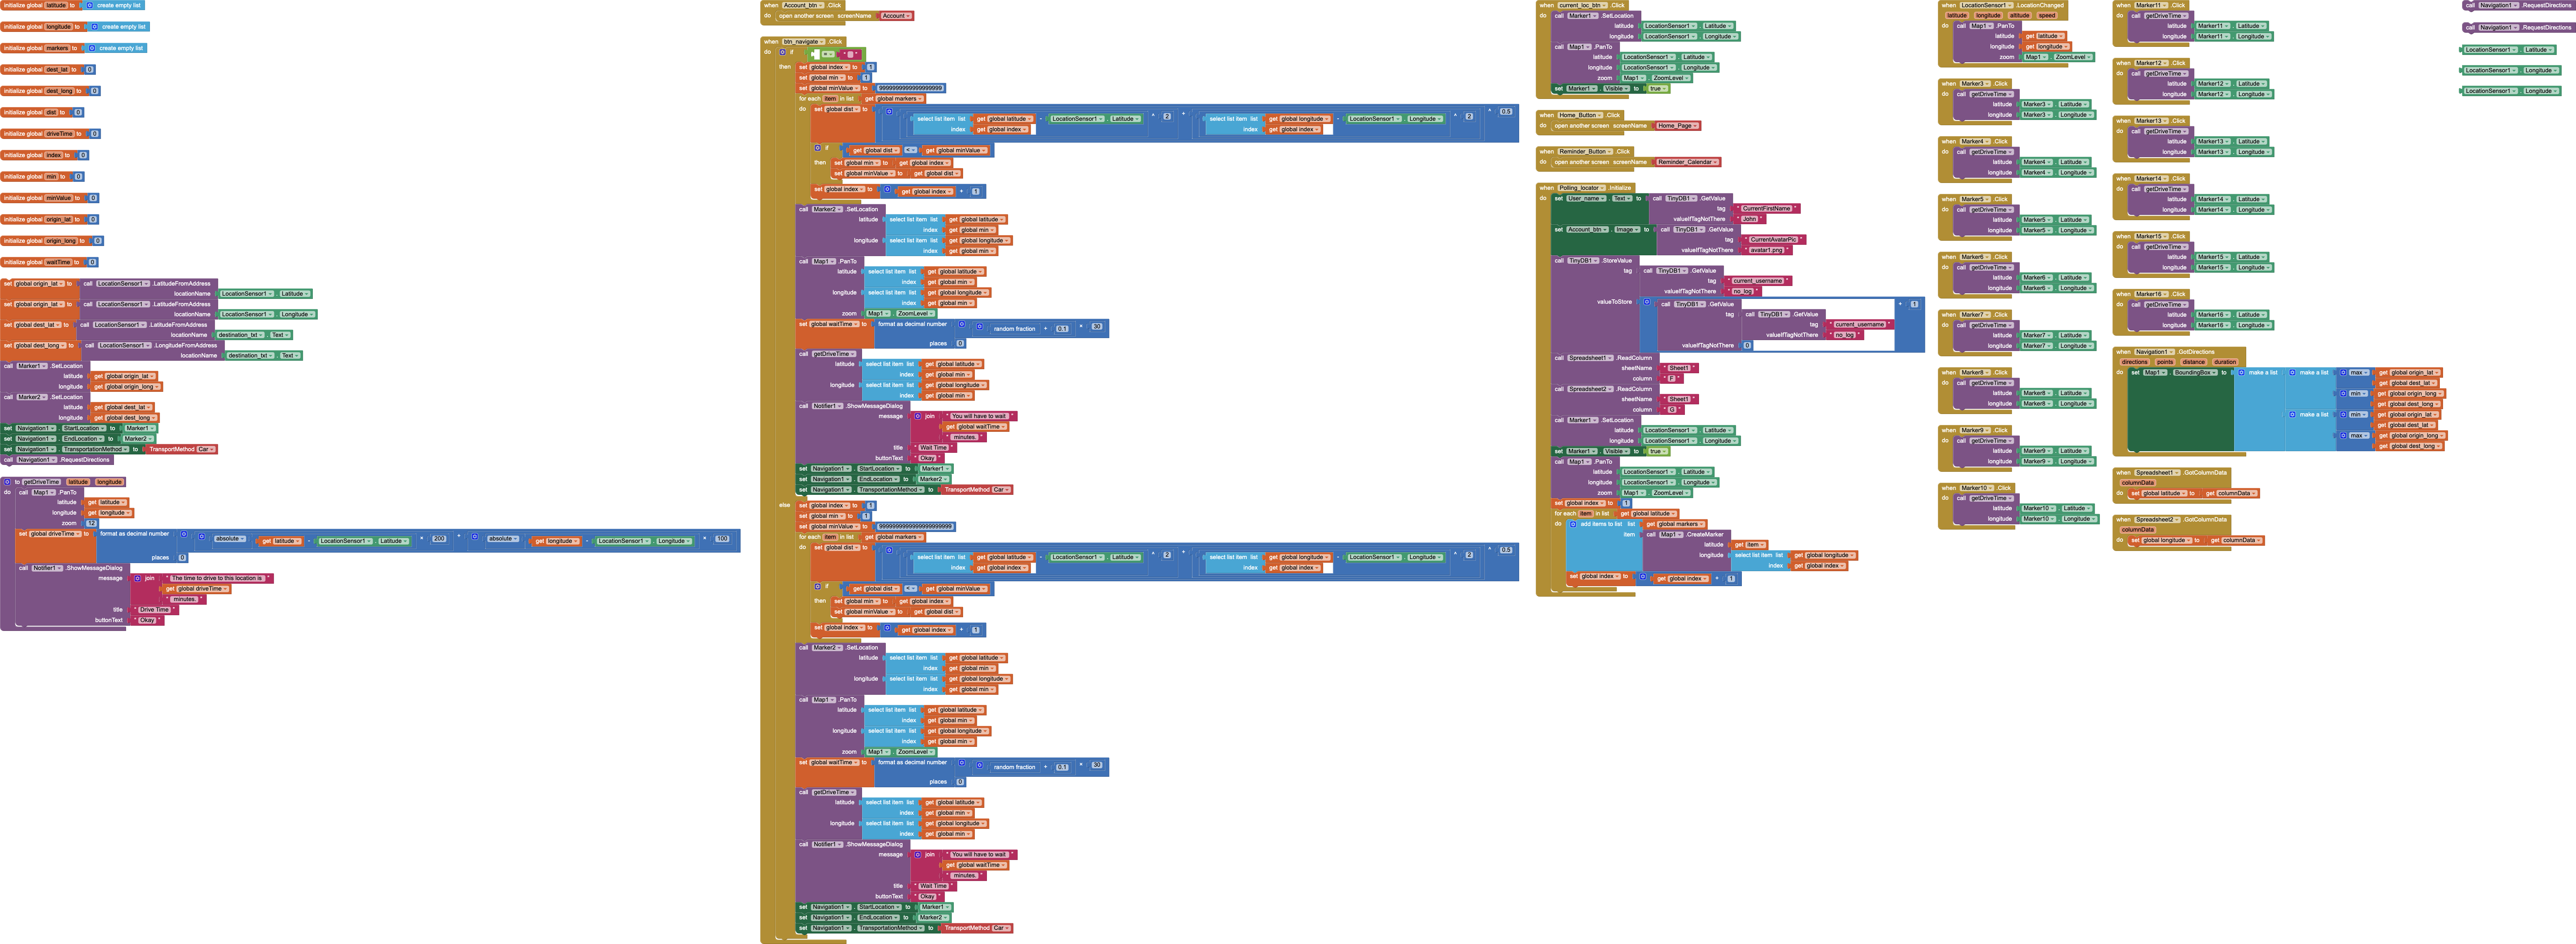 initialize global latitude to create empty list
initialize global longitude to create empty list
initialize global markers to create empty list
initialize global dest_lat to 0
initialize global dest_long to 0
initialize global dist to 0
initialize global driveTime to 0
initialize global index to 0
initialize global min to 0
initialize global minValue to 0
initialize global origin_lat to 0
initialize global origin_long to 0
initialize global waitTime to 0
set global origin_lat to call LocationSensor1 .LatitudeFromAddress
locationName LocationSensor1 . Latitude
set global origin_lat to call LocationSensor1 .LatitudeFromAddress
locationName LocationSensor1 . Longitude
set global dest_lat to call LocationSensor1 .LatitudeFromAddress
locationName destination_txt . Text
set global dest_long to call LocationSensor1 .LongitudeFromAddress
locationName destination_txt . Text
call Marker1 .SetLocation
latitude get global origin_lat
longitude get global origin_long
call Marker2 .SetLocation
latitude get global dest_lat
longitude get global dest_long
set Navigation1 . StartLocation to Marker1
set Navigation1 . EndLocation to Marker2
set Navigation1 . TransportationMethod to TransportMethod Car
call Navigation1 .RequestDirections
to getDriveTime latitude longitude
do call Map1 .PanTo
latitude get latitude
longitude get longitude
zoom 12
set global driveTime to format as decimal number absolute get latitude - LocationSensor1 . Latitude * 200 + absolute get longitude - LocationSensor1 . Longitude * 100
places 0
call Notifier1 .ShowMessageDialog
message join " The time to drive to this location is "
get global driveTime
" minutes. "
title " Drive Time "
buttonText " Okay "
when Account_btn .Click
do open another screen screenName Account
when btn_navigate .Click
do if = " "
then set global index to 1
set global min to 1
set global minValue to
for each item in list get global markers
do set global dist to select list item list get global latitude - LocationSensor1 . Latitude ^ 2 + select list item list get global longitude - LocationSensor1 . Longitude ^ 2 ^ 0.5
index get global index index get global index
if get global dist < get global minValue
then set global min to get global index
set global minValue to get global dist
set global index to get global index + 1
call Marker2 .SetLocation
latitude select list item list get global latitude
index get global min
longitude select list item list get global longitude
index get global min
call Map1 .PanTo
latitude select list item list get global latitude
index get global min
longitude select list item list get global longitude
index get global min
zoom Map1 . ZoomLevel
set global waitTime to format as decimal number random fraction + 0.1 * 30
places 0
call getDriveTime
latitude select list item list get global latitude
index get global min
longitude select list item list get global longitude
index get global min
call Notifier1 .ShowMessageDialog
message join " You will have to wait "
get global waitTime
" minutes. "
title " Wait Time "
buttonText " Okay "
set Navigation1 . StartLocation to Marker1
set Navigation1 . EndLocation to Marker2
set Navigation1 . TransportationMethod to TransportMethod Car
else set global index to 1
set global min to 1
set global minValue to
for each item in list get global markers
do set global dist to select list item list get global latitude - LocationSensor1 . Latitude ^ 2 + select list item list get global longitude - LocationSensor1 . Longitude ^ 2 ^ 0.5
index get global index index get global index
if get global dist < get global minValue
then set global min to get global index
set global minValue to get global dist
set global index to get global index + 1
call Marker2 .SetLocation
latitude select list item list get global latitude
index get global min
longitude select list item list get global longitude
index get global min
call Map1 .PanTo
latitude select list item list get global latitude
index get global min
longitude select list item list get global longitude
index get global min
zoom Map1 . ZoomLevel
set global waitTime to format as decimal number random fraction + 0.1 * 30
places 0
call getDriveTime
latitude select list item list get global latitude
index get global min
longitude select list item list get global longitude
index get global min
call Notifier1 .ShowMessageDialog
message join " You will have to wait "
get global waitTime
" minutes. "
title " Wait Time "
buttonText " Okay "
set Navigation1 . StartLocation to Marker1
set Navigation1 . EndLocation to Marker2
set Navigation1 . TransportationMethod to TransportMethod Car
when current_loc_btn .Click
do call Marker1 .SetLocation
latitude LocationSensor1 . Latitude
longitude LocationSensor1 . Longitude
call Map1 .PanTo
latitude LocationSensor1 . Latitude
longitude LocationSensor1 . Longitude
zoom Map1 . ZoomLevel
set Marker1 . Visible to true
when Home_Button .Click
do open another screen screenName Home_Page
when Reminder_Button .Click
do open another screen screenName Reminder_Calendar
when Polling_locator .Initialize
do set User_name . Text to call TinyDB1 .GetValue
tag " CurrentFirstName "
valueIfTagNotThere " John "
set Account_btn . Image to call TinyDB1 .GetValue
tag " CurrentAvatarPic "
valueIfTagNotThere " avatar1.png "
call TinyDB1 .StoreValue
tag call TinyDB1 .GetValue
tag " current_username "
valueIfTagNotThere " no_log "
valueToStore call TinyDB1 .GetValue + 1
tag call TinyDB1 .GetValue
tag " current_username "
valueIfTagNotThere " no_log "
valueIfTagNotThere 0
call Spreadsheet1 .ReadColumn
sheetName " Sheet1 "
column " F "
call Spreadsheet2 .ReadColumn
sheetName " Sheet1 "
column " G "
call Marker1 .SetLocation
latitude LocationSensor1 . Latitude
longitude LocationSensor1 . Longitude
set Marker1 . Visible to true
call Map1 .PanTo
latitude LocationSensor1 . Latitude
longitude LocationSensor1 . Longitude
zoom Map1 . ZoomLevel
set global index to 1
for each item in list get global latitude
do add items to list list get global markers
item call Map1 .CreateMarker
latitude get item
longitude select list item list get global longitude
index get global index
set global index to get global index + 1
when LocationSensor1 .LocationChanged
latitude longitude altitude speed
do call Map1 .PanTo
latitude get latitude
longitude get longitude
zoom Map1 . ZoomLevel
when Marker3 .Click
do call getDriveTime
latitude Marker3 . Latitude
longitude Marker3 . Longitude
when Marker4 .Click
do call getDriveTime
latitude Marker4 . Latitude
longitude Marker4 . Longitude
when Marker5 .Click
do call getDriveTime
latitude Marker5 . Latitude
longitude Marker5 . Longitude
when Marker6 .Click
do call getDriveTime
latitude Marker6 . Latitude
longitude Marker6 . Longitude
when Marker7 .Click
do call getDriveTime
latitude Marker7 . Latitude
longitude Marker7 . Longitude
when Marker8 .Click
do call getDriveTime
latitude Marker8 . Latitude
longitude Marker8 . Longitude
when Marker9 .Click
do call getDriveTime
latitude Marker9 . Latitude
longitude Marker9 . Longitude
when Marker10 .Click
do call getDriveTime
latitude Marker10 . Latitude
longitude Marker10 . Longitude
when Marker11 .Click
do call getDriveTime
latitude Marker11 . Latitude
longitude Marker11 . Longitude
when Marker12 .Click
do call getDriveTime
latitude Marker12 . Latitude
longitude Marker12 . Longitude
when Marker13 .Click
do call getDriveTime
latitude Marker13 . Latitude
longitude Marker13 . Longitude
when Marker14 .Click
do call getDriveTime
latitude Marker14 . Latitude
longitude Marker14 . Longitude
when Marker15 .Click
do call getDriveTime
latitude Marker15 . Latitude
longitude Marker15 . Longitude
when Marker16 .Click
do call getDriveTime
latitude Marker16 . Latitude
longitude Marker16 . Longitude
when Navigation1 .GotDirections
directions points distance duration
do set Map1 . BoundingBox to make a list make a list max get global origin_lat
get global dest_lat
min get global origin_long
get global dest_long
make a list min get global origin_lat
get global dest_lat
max get global origin_long
get global dest_long
when Spreadsheet1 .GotColumnData
columnData
do set global latitude to get columnData
when Spreadsheet2 .GotColumnData
columnData
do set global longitude to get columnData
call Navigation1 .RequestDirections
call Navigation1 .RequestDirections
LocationSensor1 . Latitude
LocationSensor1 . Longitude
LocationSensor1 . Longitude